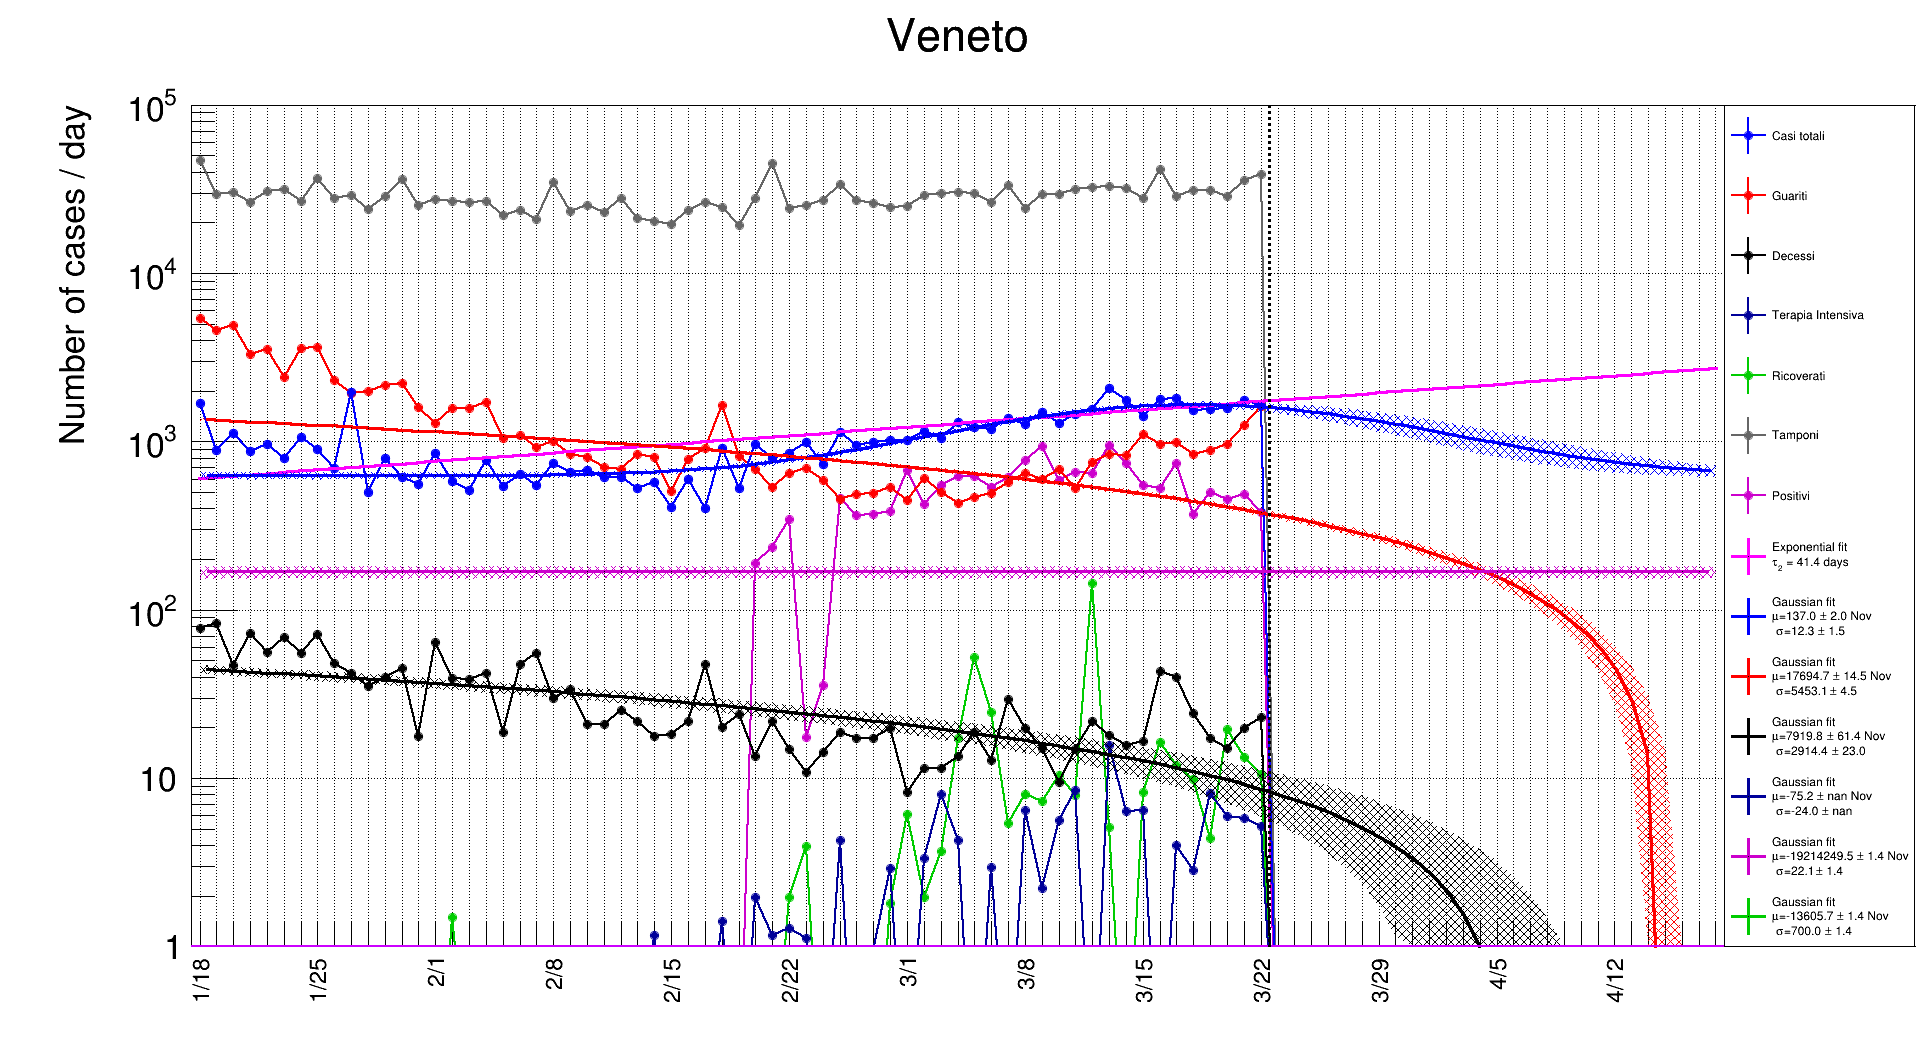 Veneto
Number of cases / day
10^5
10^4
10^3
10^2
10
1
1/18
1/25
2/1
2/8
2/15
2/22
3/1
3/8
3/15
3/22
3/29
4/5
4/12
Casi totali
Guariti
Decessi
Terapia Intensiva
Ricoverati
Tamponi
Positivi
Exponential fit
τ_2 = 41.4 days
Gaussian fit
μ=137.0 ± 2.0 Nov
σ=12.3 ± 1.5
Gaussian fit
μ=17694.7 ± 14.5 Nov
σ=5453.1 ± 4.5
Gaussian fit
μ=7919.8 ± 61.4 Nov
σ=2914.4 ± 23.0
Gaussian fit
μ=-75.2 ± nan Nov
σ=-24.0 ± nan
Gaussian fit
μ=-19214249.5 ± 1.4 Nov
σ=22.1 ± 1.4
Gaussian fit
μ=-13605.7 ± 1.4 Nov
σ=700.0 ± 1.4